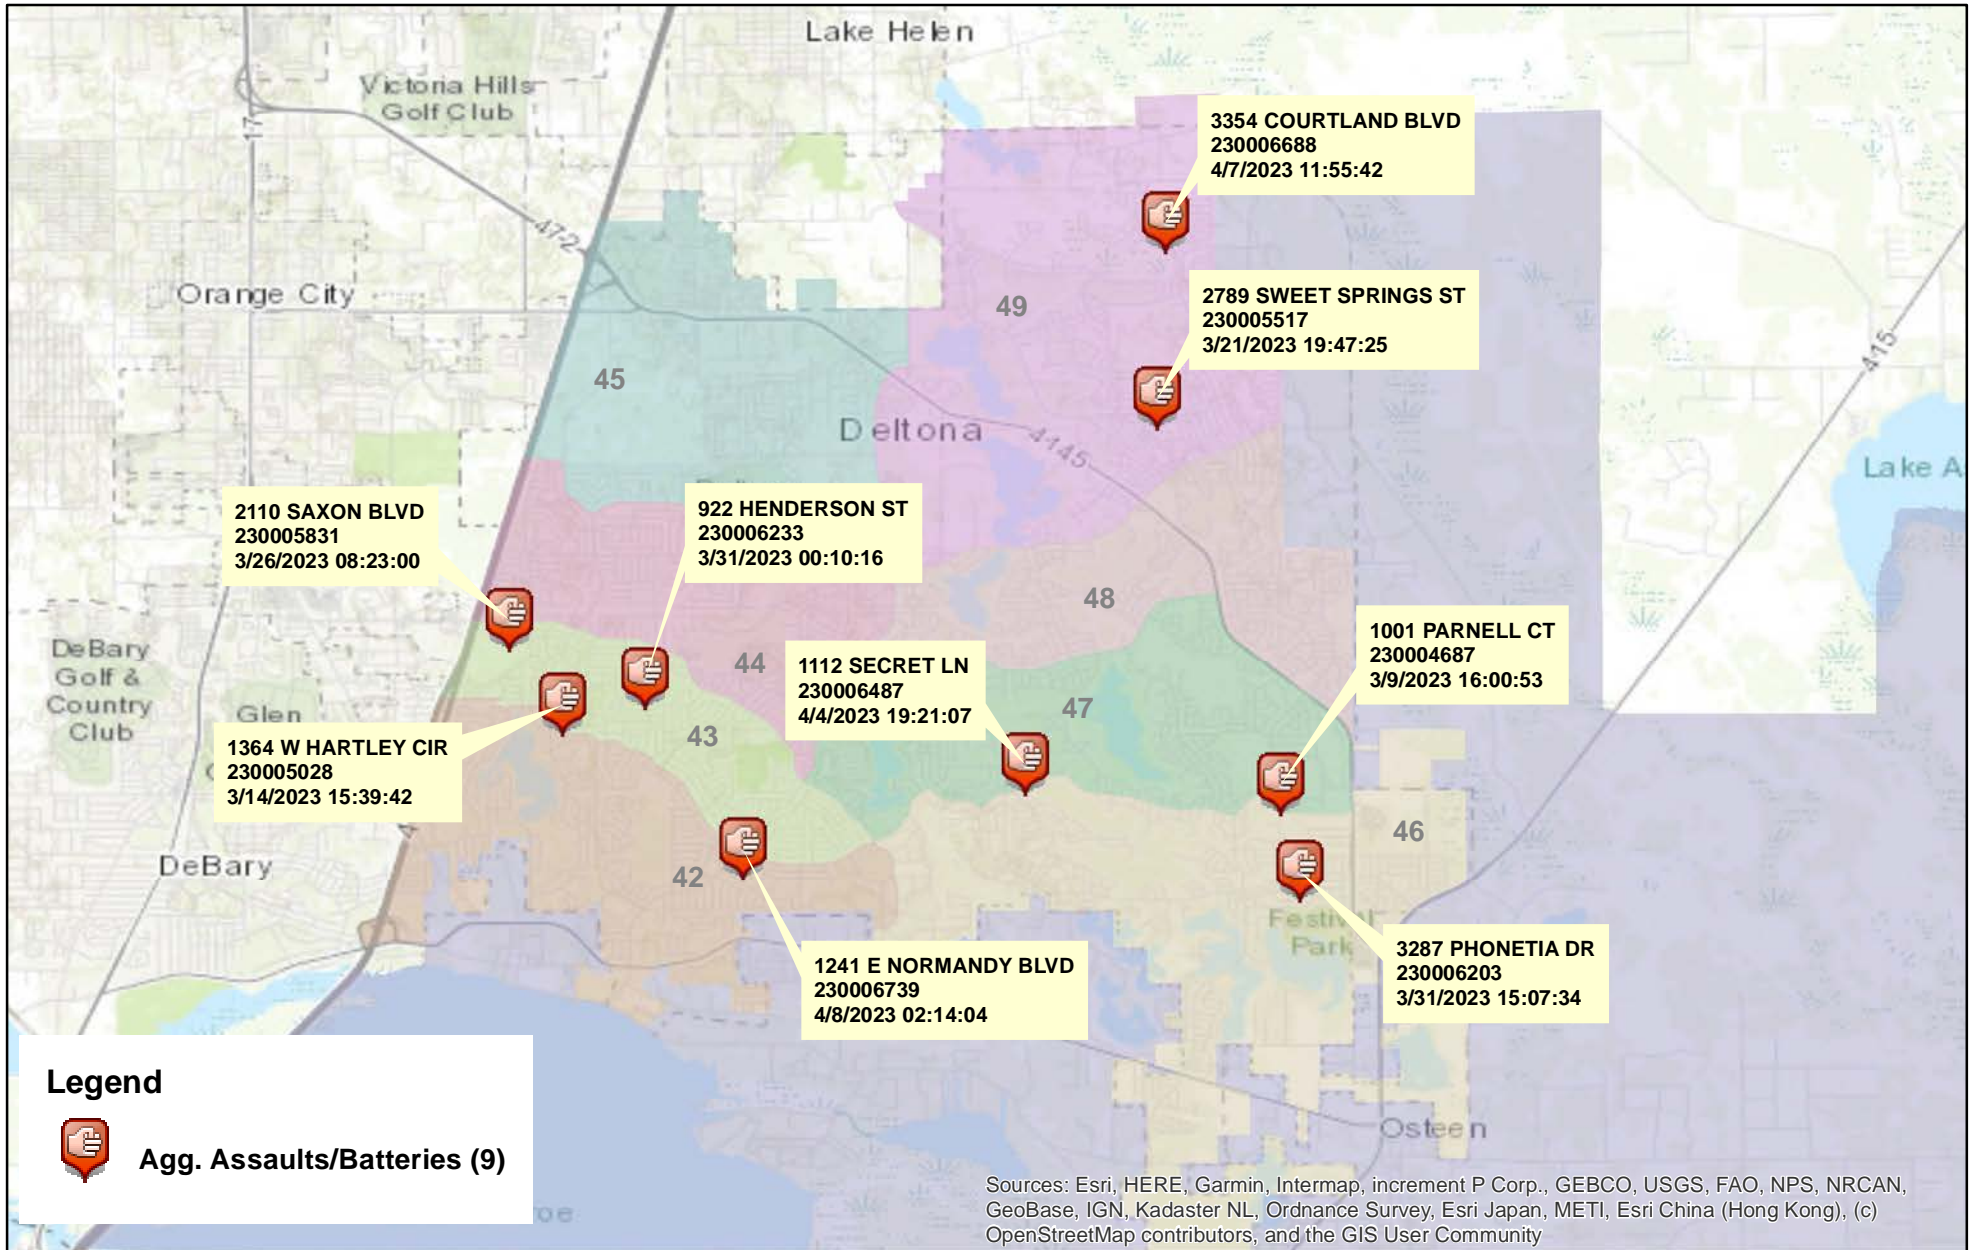 Lake Helen
Victoria Hills
Golf Club
17
472
Orange City
3354 COURTLAND BLVD
230006688
4/7/2023 11:55:42
2789 SWEET SPRINGS ST
230005517
3/21/2023 19:47:25
49
45
415
Deltona
4145
Lake A
2110 SAXON BLVD
230005831
3/26/2023 08:23:00
922 HENDERSON ST
230006233
3/31/2023 00:10:16
48
DeBary
Golf &
Country
Club
Glen
44
1112 SECRET LN
230006487
4/4/2023 19:21:07
1001 PARNELL CT
230004687
3/9/2023 16:00:53
47
43
1364 W HARTLEY CIR
230005028
3/14/2023 15:39:42
4
46
DeBary
42
Festival
Park
1241 E NORMANDY BLVD
230006739
4/8/2023 02:14:04
3287 PHONETIA DR
230006203
3/31/2023 15:07:34
Osteen
Legend
Agg. Assaults/Batteries (9)
roe
Sources: Esri, HERE, Garmin, Intermap, increment P Corp., GEBCO, USGS, FAO, NPS, NRCAN,
GeoBase, IGN, Kadaster NL, Ordnance Survey, Esri Japan, METI, Esri China (Hong Kong), (c)
OpenStreetMap contributors, and the GIS User Community